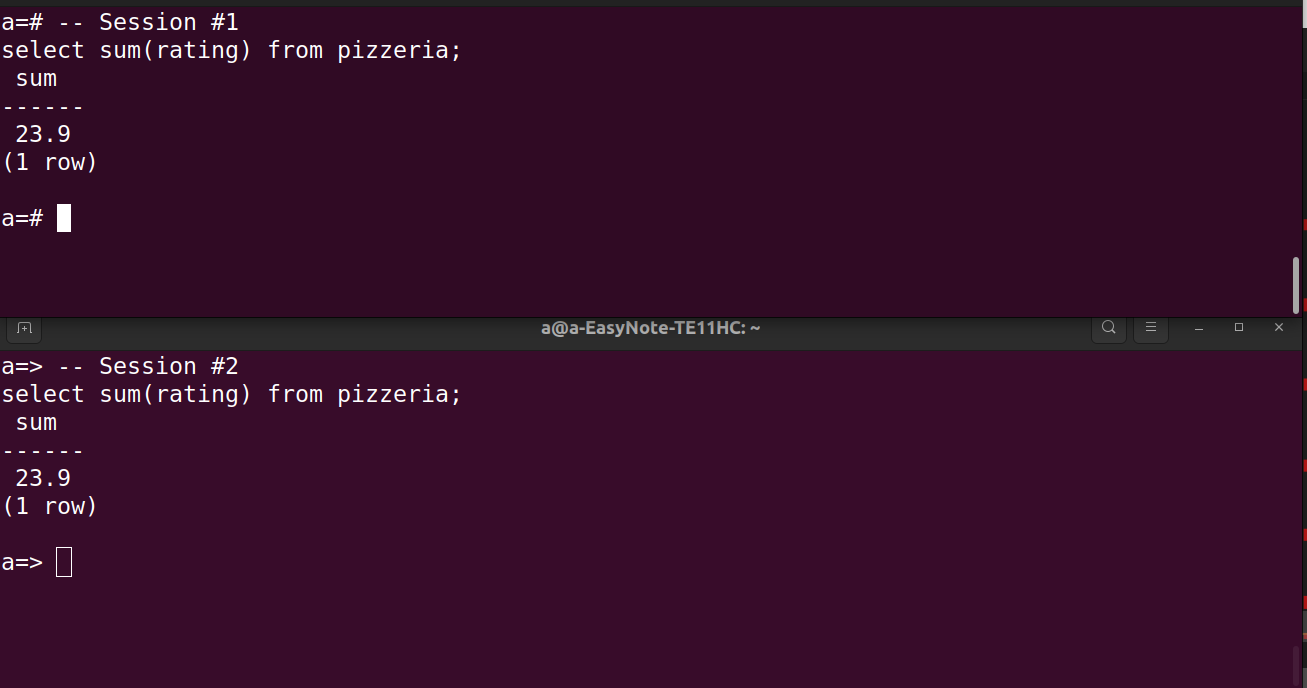 a=# -- Session #1
select sum(rating) from pizzeria;
sum
------
23.9
(1 row)
a=#
a@a-EasyNote-TE11HC: ~
a=> -- Session #2
select sum(rating) from pizzeria;
sum
------
23.9
(1 row)
a=>